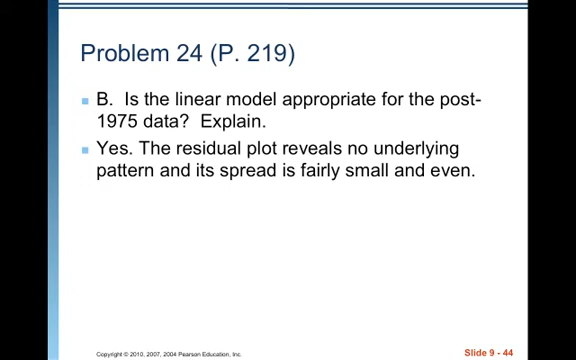 Problem 24 (P. 219)
B. Is the linear model appropriate for the post-
1975 data? Explain.
Yes. The residual plot reveals no underlying
pattern and its spread is fairly small and even.
Copyright © 2010, 2007, 2004 Pearson Education, Inc.
Slide 9 - 44